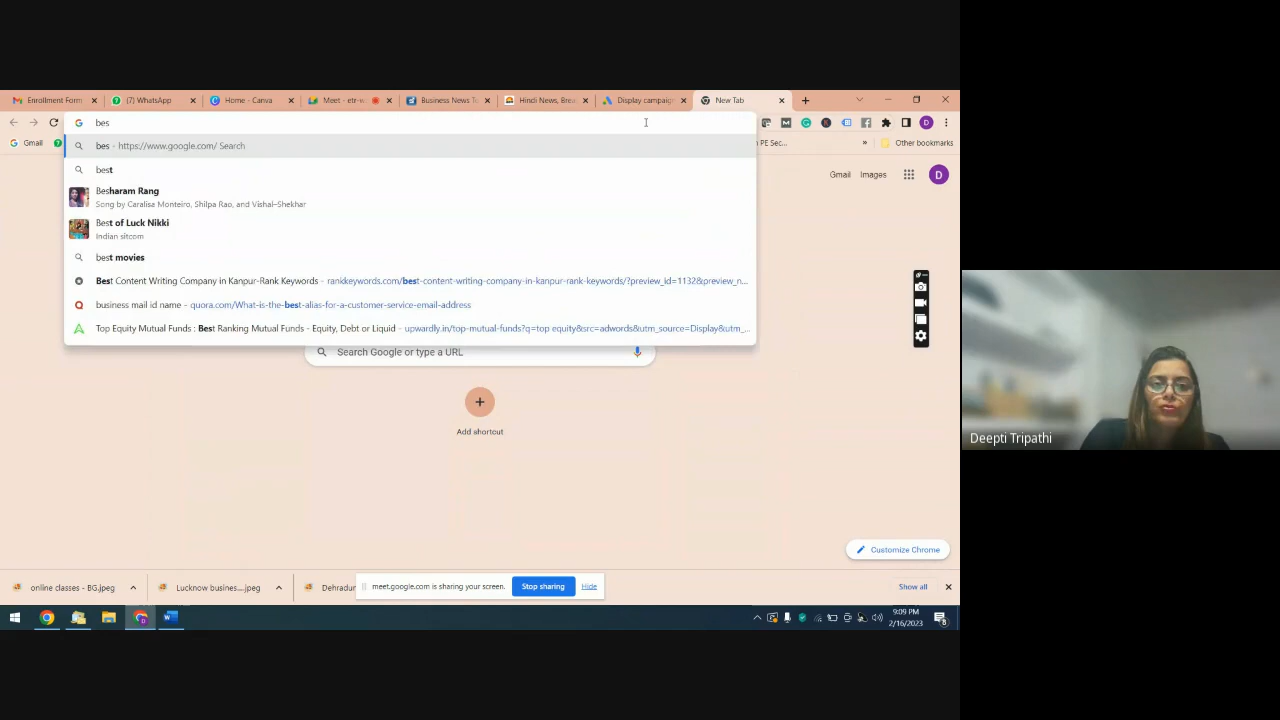 Enrollment Form
(7) WhatsApp
Home - Canva
Meet - etr-w
Business News T
Hindi News, Brea
Display campaig
New Tab
bes
bes - https://www.google.com/ Search
best
Besharam Rang
Song by Caralisa Monteiro, Shilpa Rao, and Vishal–Shekhar
Best of Luck Nikki
Indian sitcom
best movies
Best Content Writing Company in Kanpur-Rank Keywords - rankkeywords.com/best-content-writing-company-in-kanpur-rank-keywords/?preview_id=1132&preview_n...
business mail id name - quora.com/What-is-the-best-alias-for-a-customer-service-email-address
Top Equity Mutual Funds : Best Ranking Mutual Funds - Equity, Debt or Liquid - upwardly.in/top-mutual-funds?q=top equity&src=adwords&utm_source=Display&utm_...
Gmail
PE Sec...
»
Other bookmarks
Gmail Images
D
Search Google or type a URL
Add shortcut
Customize Chrome
Deepti Tripathi
online classes - BG.jpeg
Lucknow busines....jpeg
Dehradun
meet.google.com is sharing your screen.
Stop sharing
Hide
Show all
9:09 PM
2/16/2023